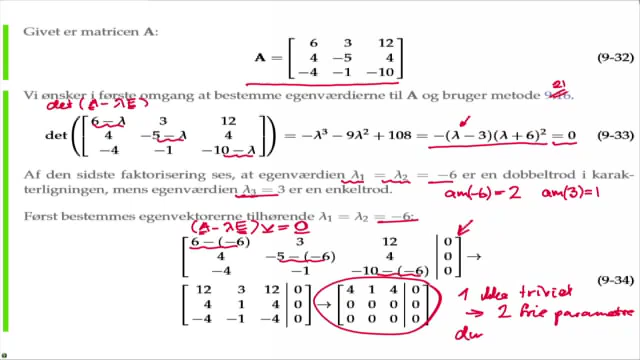 Givet er matricen A:
A = [ 6 3 12 ; 4 −5 4 ; −4 −1 −10 ] (9-32)
Vi ønsker i første omgang at bestemme egenværdierne til A og bruger metode 21
det (A − λE)
det ([ 6 − λ 3 12 ; 4 −5 − λ 4 ; −4 −1 −10 − λ ]) = −λ³ − 9λ² + 108 = −(λ − 3)(λ + 6)² = 0 (9-33)
Af den sidste faktorisering ses, at egenværdien λ₁ = λ₂ = −6 er en dobbeltrod i karak-
terligningen, mens egenværdien λ₃ = 3 er en enkeltrod. am(-6) = 2 am(3) = 1
Først bestemmes egenvektorerne tilhørende λ₁ = λ₂ = −6:
(A − λE) v = 0
[ 6 − (−6) 3 12 | 0 ; 4 −5 − (−6) 4 | 0 ; −4 −1 −10 − (−6) | 0 ] →
[ 12 3 12 | 0 ; 4 1 4 | 0 ; −4 −1 −4 | 0 ] → [ 4 1 4 | 0 ; 0 0 0 | 0 ; 0 0 0 | 0 ] (9-34)
1 ikke triviel
→ 2 frie parametre